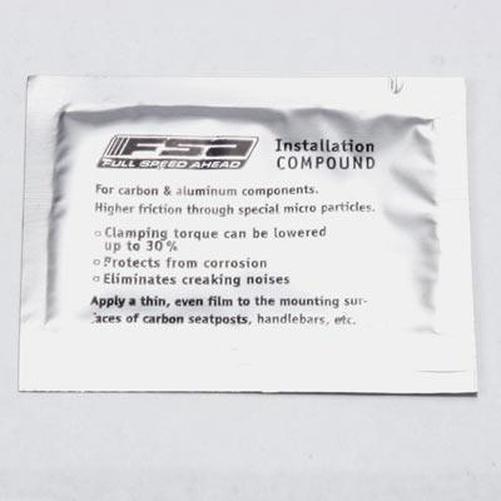 FSA
FULL SPEED AHEAD
Installation
COMPOUND
For carbon & aluminum components.
Higher friction through special micro particles.
Clamping torque can be lowered
up to 30 %
Protects from corrosion
Eliminates creaking noises
Apply a thin, even film to the mounting sur-
faces of carbon seatposts, handlebars, etc.